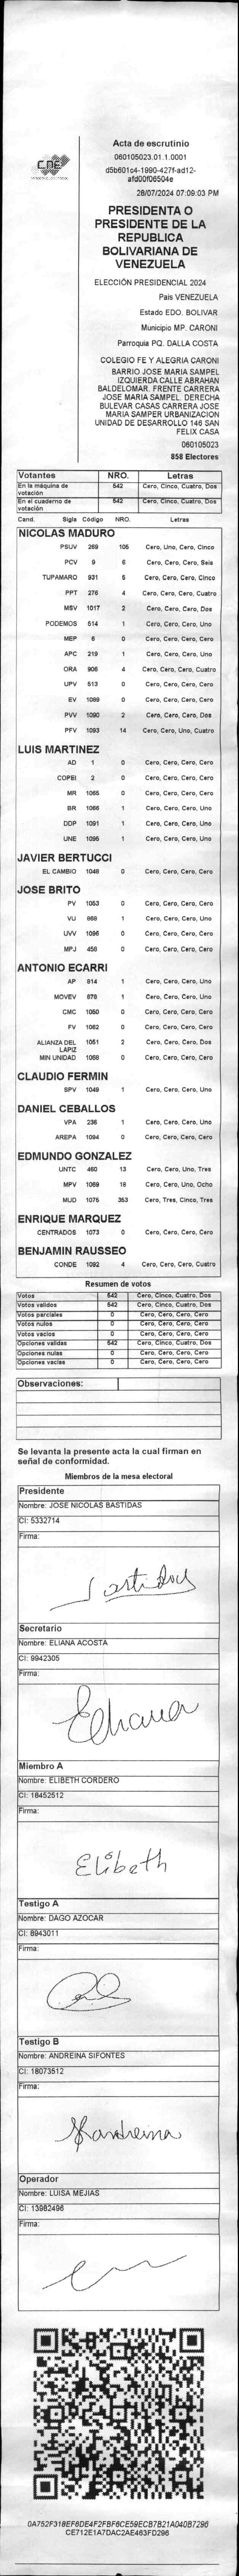 CNE
Acta de escrutinio
060105023.01.1.0001
d5b601c4-1990-427f-ad12-
afd00f06504e
28/07/2024 07:09:03 PM
PRESIDENTA O
PRESIDENTE DE LA
REPUBLICA
BOLIVARIANA DE
VENEZUELA
ELECCIÓN PRESIDENCIAL 2024
Pais VENEZUELA
Estado EDO. BOLIVAR
Municipio MP. CARONI
Parroquia PQ. DALLA COSTA
COLEGIO FE Y ALEGRIA CARONI
BARRIO JOSE MARIA SAMPEL
IZQUIERDA CALLE ABRAHAN
BALDELOMAR. FRENTE CARRERA
JOSE MARIA SAMPEL DERECHA
BULEVAR CASAS CARRERA JOSE
MARIA SAMPER URBANIZACION
UNIDAD DE DESARROLLO 146 SAN
FELIX CASA
060105023
858 Electores
Votantes NRO. Letras
En la máquina de votación 542 Cero, Cinco, Cuatro, Dos
En el cuaderno de votación 542 Cero, Cinco, Cuatro, Dos
Cand. Sigla Código NRO. Letras
NICOLAS MADURO
PSUV 269 105 Cero, Uno, Cero, Cinco
PCV 9 6 Cero, Cero, Cero, Seis
TUPAMARO 931 5 Cero, Cero, Cero, Cinco
PPT 276 4 Cero, Cero, Cero, Cuatro
MSV 1017 2 Cero, Cero, Cero, Dos
PODEMOS 514 1 Cero, Cero, Cero, Uno
MEP 6 0 Cero, Cero, Cero, Cero
APC 219 1 Cero, Cero, Cero, Uno
ORA 906 4 Cero, Cero, Cero, Cuatro
UPV 513 0 Cero, Cero, Cero, Cero
EV 1089 0 Cero, Cero, Cero, Cero
PVV 1090 2 Cero, Cero, Cero, Dos
PFV 1093 14 Cero, Cero, Uno, Cuatro
LUIS MARTINEZ
AD 1 0 Cero, Cero, Cero, Cero
COPEI 2 0 Cero, Cero, Cero, Cero
MR 1065 0 Cero, Cero, Cero, Cero
BR 1066 1 Cero, Cero, Cero, Uno
DDP 1091 1 Cero, Cero, Cero, Uno
UNE 1095 1 Cero, Cero, Cero, Uno
JAVIER BERTUCCI
EL CAMBIO 1048 0 Cero, Cero, Cero, Cero
JOSE BRITO
PV 1053 0 Cero, Cero, Cero, Cero
VU 868 1 Cero, Cero, Cero, Uno
UVV 1096 0 Cero, Cero, Cero, Cero
MPJ 458 0 Cero, Cero, Cero, Cero
ANTONIO ECARRI
AP 814 1 Cero, Cero, Cero, Uno
MOVEV 878 1 Cero, Cero, Cero, Uno
CMC 1050 0 Cero, Cero, Cero, Cero
FV 1062 0 Cero, Cero, Cero, Cero
ALIANZA DEL 1051 2 Cero, Cero, Cero, Dos
LAPIZ
MIN UNIDAD 1068 0 Cero, Cero, Cero, Cero
CLAUDIO FERMIN
SPV 1049 1 Cero, Cero, Cero, Uno
DANIEL CEBALLOS
VPA 236 1 Cero, Cero, Cero, Uno
AREPA 1094 0 Cero, Cero, Cero, Cero
EDMUNDO GONZALEZ
UNTC 460 13 Cero, Cero, Uno, Tres
MPV 1069 18 Cero, Cero, Uno, Ocho
MUD 1075 353 Cero, Tres, Cinco, Tres
ENRIQUE MARQUEZ
CENTRADOS 1073 0 Cero, Cero, Cero, Cero
BENJAMIN RAUSSEO
CONDE 1092 4 Cero, Cero, Cero, Cuatro
Resumen de votos
Votos 542 Cero, Cinco, Cuatro, Dos
Votos validos 542 Cero, Cinco, Cuatro, Dos
Votos parciales 0 Cero, Cero, Cero, Cero
Votos nulos 0 Cero, Cero, Cero, Cero
Votos vacios 0 Cero, Cero, Cero, Cero
Opciones validas 542 Cero, Cinco, Cuatro, Dos
Opciones nulas 0 Cero, Cero, Cero, Cero
Opciones vacias 0 Cero, Cero, Cero, Cero
Observaciones:
Se levanta la presente acta la cual firman en
señal de conformidad.
Miembros de la mesa electoral
Presidente
Nombre: JOSE NICOLAS BASTIDAS
CI: 5332714
Firma:
Secretario
Nombre: ELIANA ACOSTA
CI: 9942305
Firma:
Eliana
Miembro A
Nombre: ELIBETH CORDERO
CI: 18452512
Firma:
Elibeth
Testigo A
Nombre: DAGO AZOCAR
CI: 8943011
Firma:
Testigo B
Nombre: ANDREINA SIFONTES
CI: 18073512
Firma:
Sandreina
Operador
Nombre: LUISA MEJIAS
CI: 13982496
Firma:
0A752F318EF6DE4F2FBF6CE59ECB7B21A040B7296
CE712E1A7DAC2AE463FD296